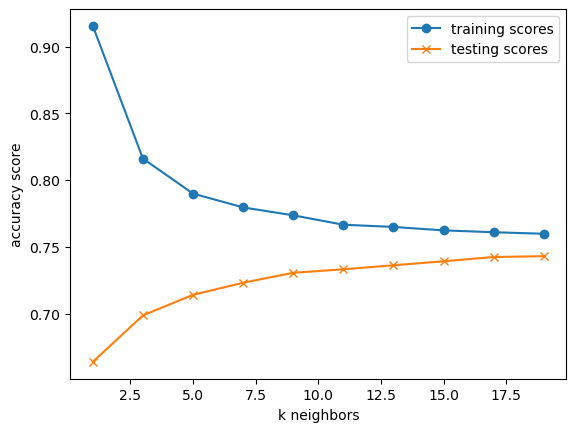 training scores
testing scores
accuracy score
0.90
0.85
0.80
0.75
0.70
2.5 5.0 7.5 10.0 12.5 15.0 17.5
k neighbors